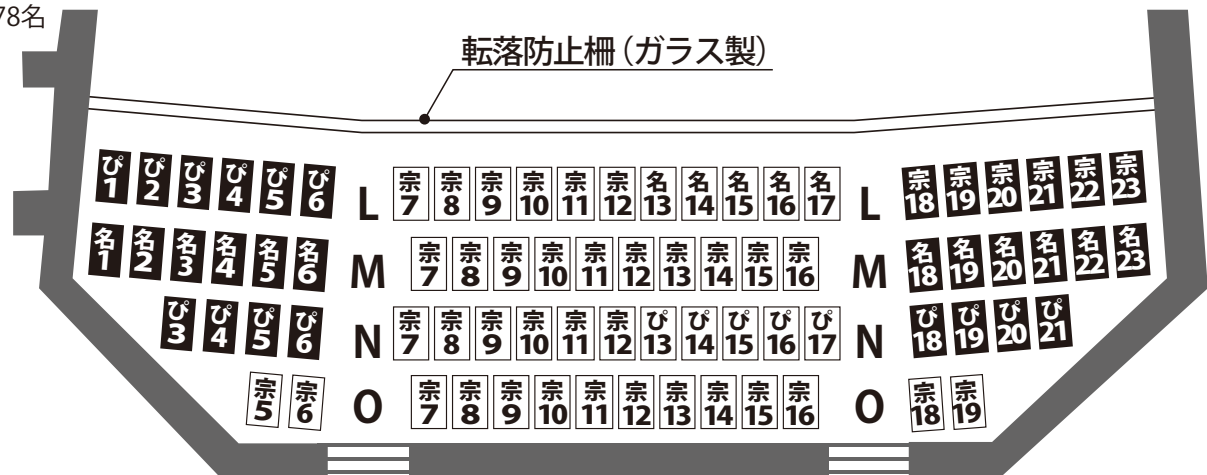 78名
転落防止柵（ガラス製）
ぴ1 ぴ2 ぴ3 ぴ4 ぴ5 ぴ6 L 宗7 宗8 宗9 宗10 宗11 宗12 名13 名14 名15 名16 名17 L 宗18 宗19 宗20 宗21 宗22 宗23
名1 名2 名3 名4 名5 名6 M 宗7 宗8 宗9 宗10 宗11 宗12 宗13 宗14 宗15 宗16 M 名18 名19 名20 名21 名22 名23
ぴ3 ぴ4 ぴ5 ぴ6 N 宗7 宗8 宗9 宗10 宗11 宗12 ぴ13 ぴ14 ぴ15 ぴ16 ぴ17 N ぴ18 ぴ19 ぴ20 ぴ21
宗5 宗6 O 宗7 宗8 宗9 宗10 宗11 宗12 宗13 宗14 宗15 宗16 O 宗18 宗19